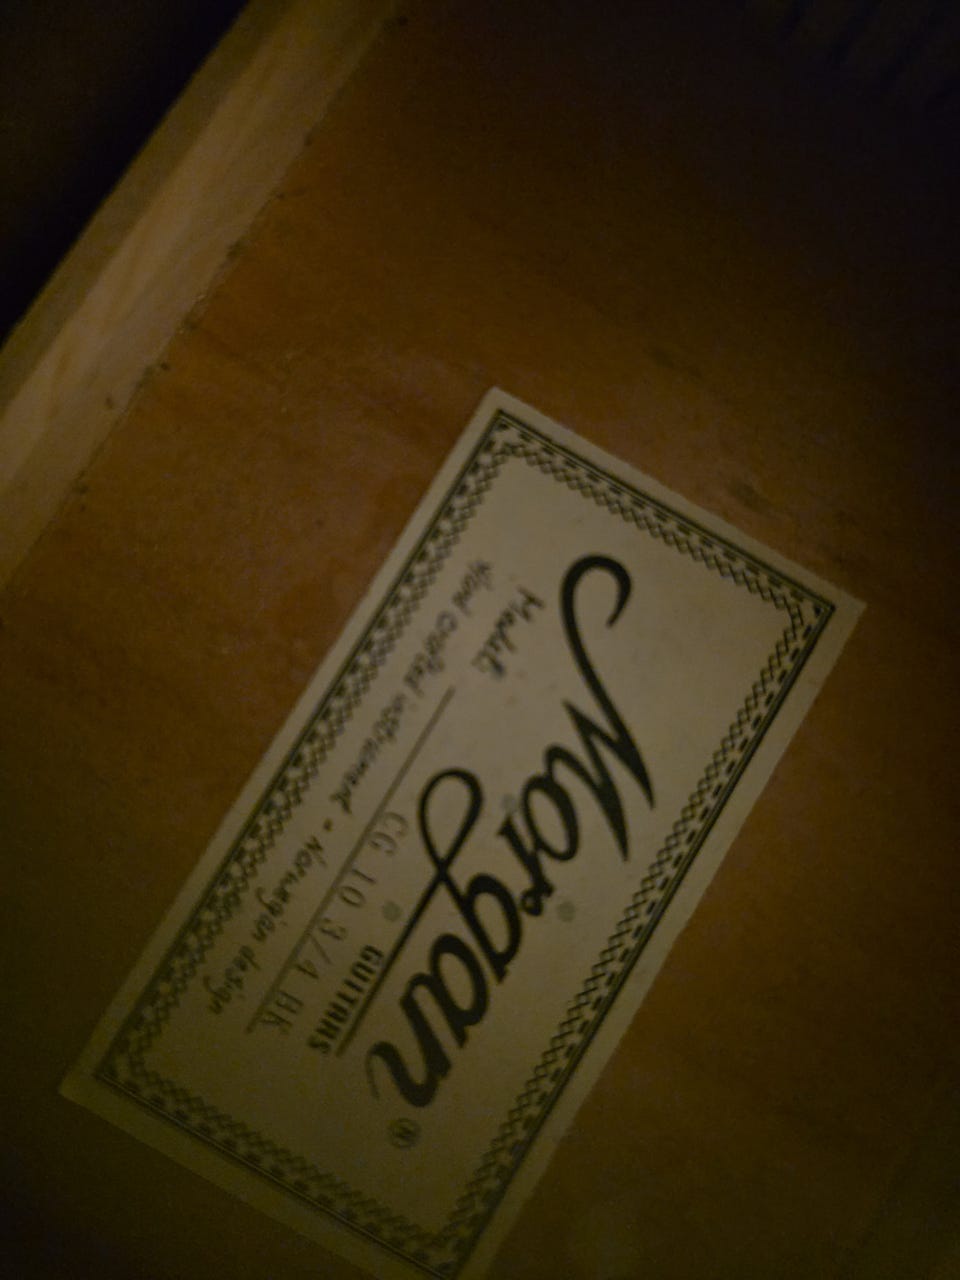 Morgan ®
GUITARS
Model: CG 10 3/4 BK
Hand crafted instrument - Norwegian design